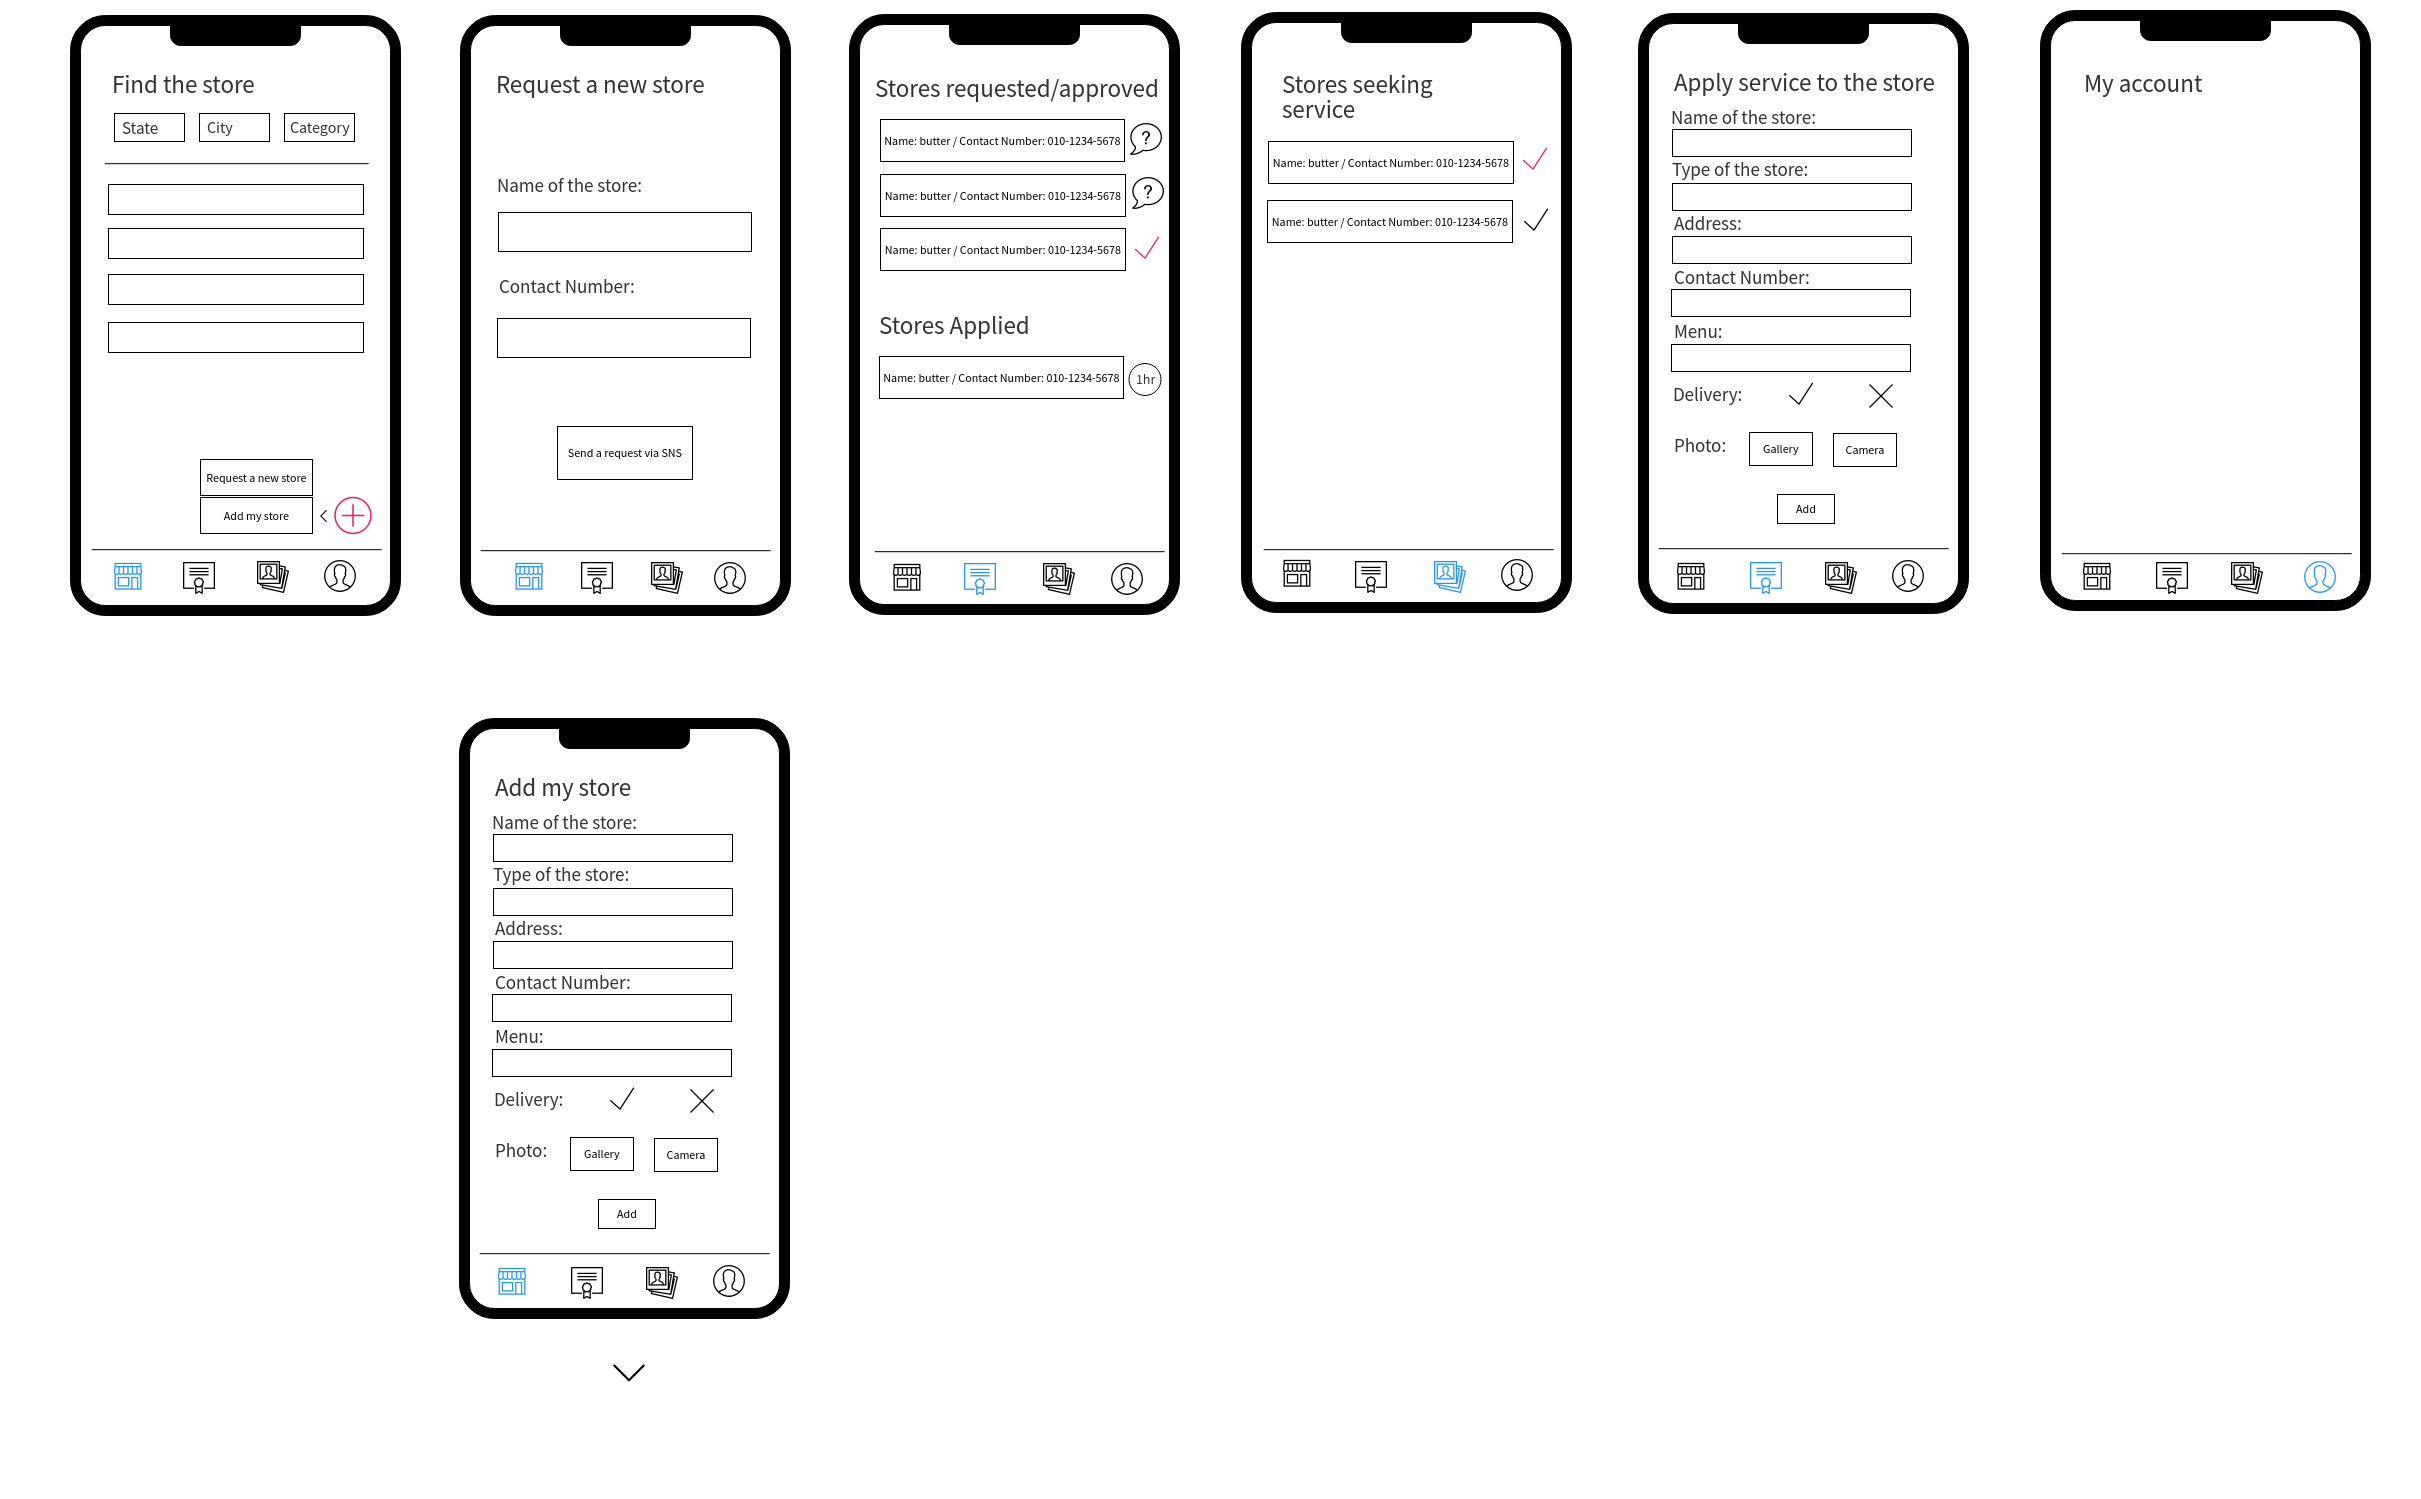 Find the store
State
City
Category
Request a new store
Add my store
Request a new store
Name of the store:
Contact Number:
Send a request via SNS
Stores requested/approved
Name: butter / Contact Number: 010-1234-5678
?
Name: butter / Contact Number: 010-1234-5678
?
Name: butter / Contact Number: 010-1234-5678
Stores Applied
Name: butter / Contact Number: 010-1234-5678
1hr
Stores seeking
service
Name: butter / Contact Number: 010-1234-5678
Name: butter / Contact Number: 010-1234-5678
Apply service to the store
Name of the store:
Type of the store:
Address:
Contact Number:
Menu:
Delivery:
Photo:
Gallery
Camera
Add
My account
Add my store
Name of the store:
Type of the store:
Address:
Contact Number:
Menu:
Delivery:
Photo:
Gallery
Camera
Add